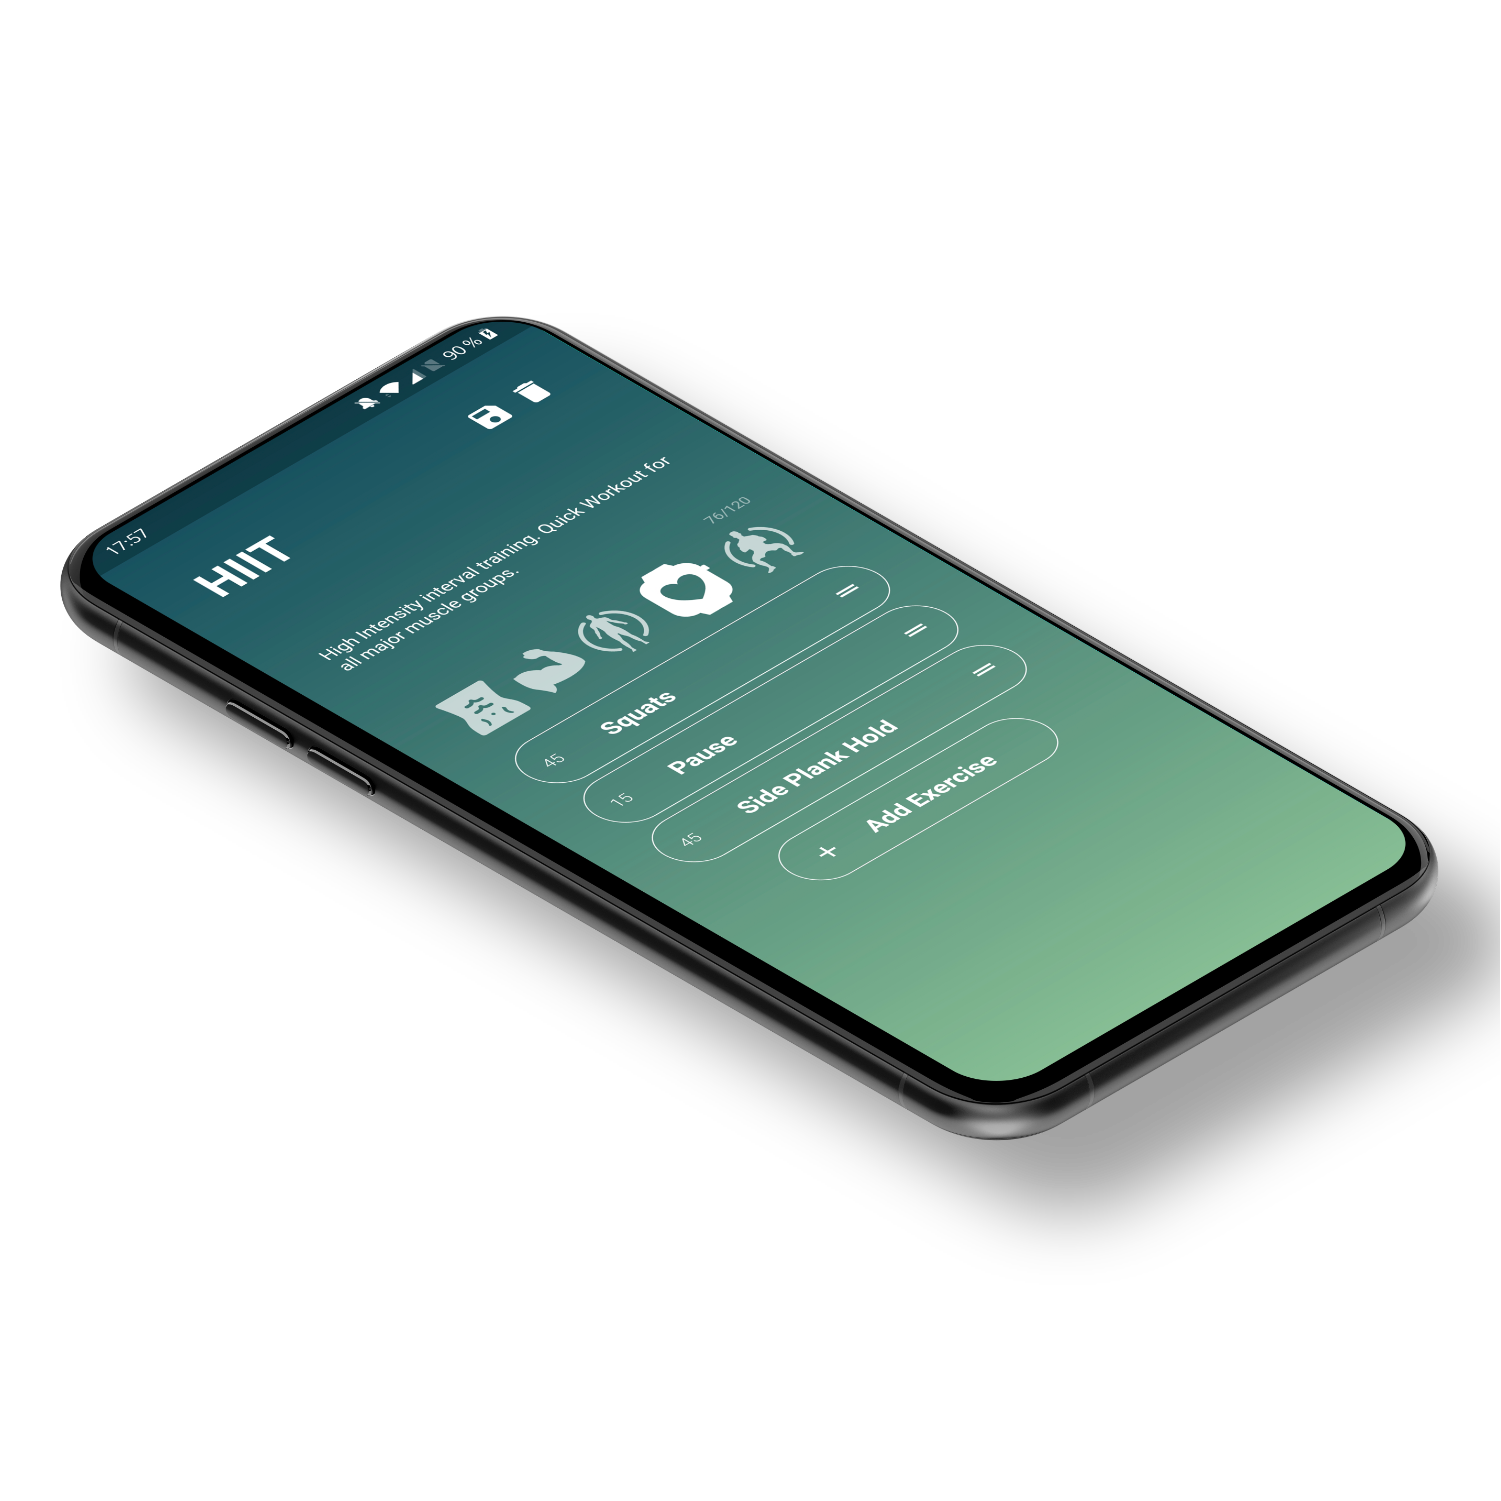 17:57
90 %
HIIT
High Intensity interval training. Quick Workout for
all major muscle groups.
76/120
45 Squats
15 Pause
45 Side Plank Hold
+ Add Exercise